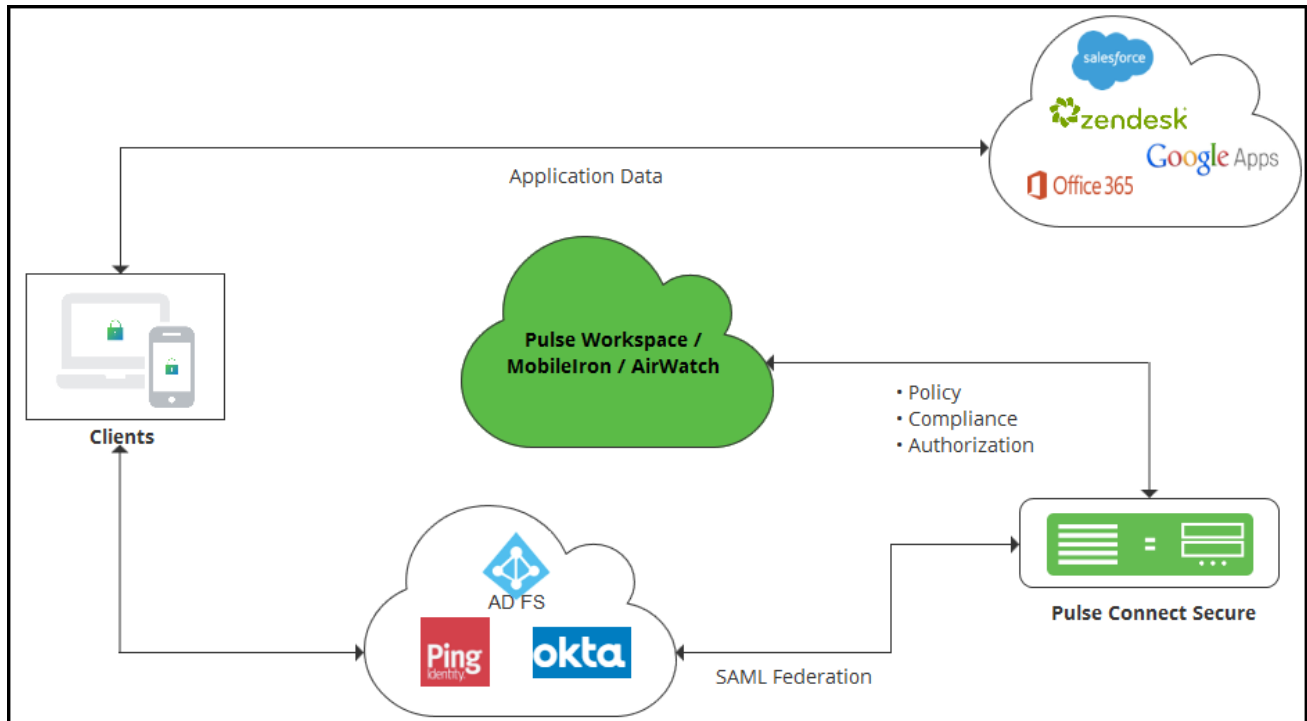 salesforce
zendesk
Google Apps
Office 365
Application Data
Pulse Workspace /
MobileIron / AirWatch
• Policy
• Compliance
• Authorization
Clients
AD FS
Ping
Identity.
okta
SAML Federation
Pulse Connect Secure